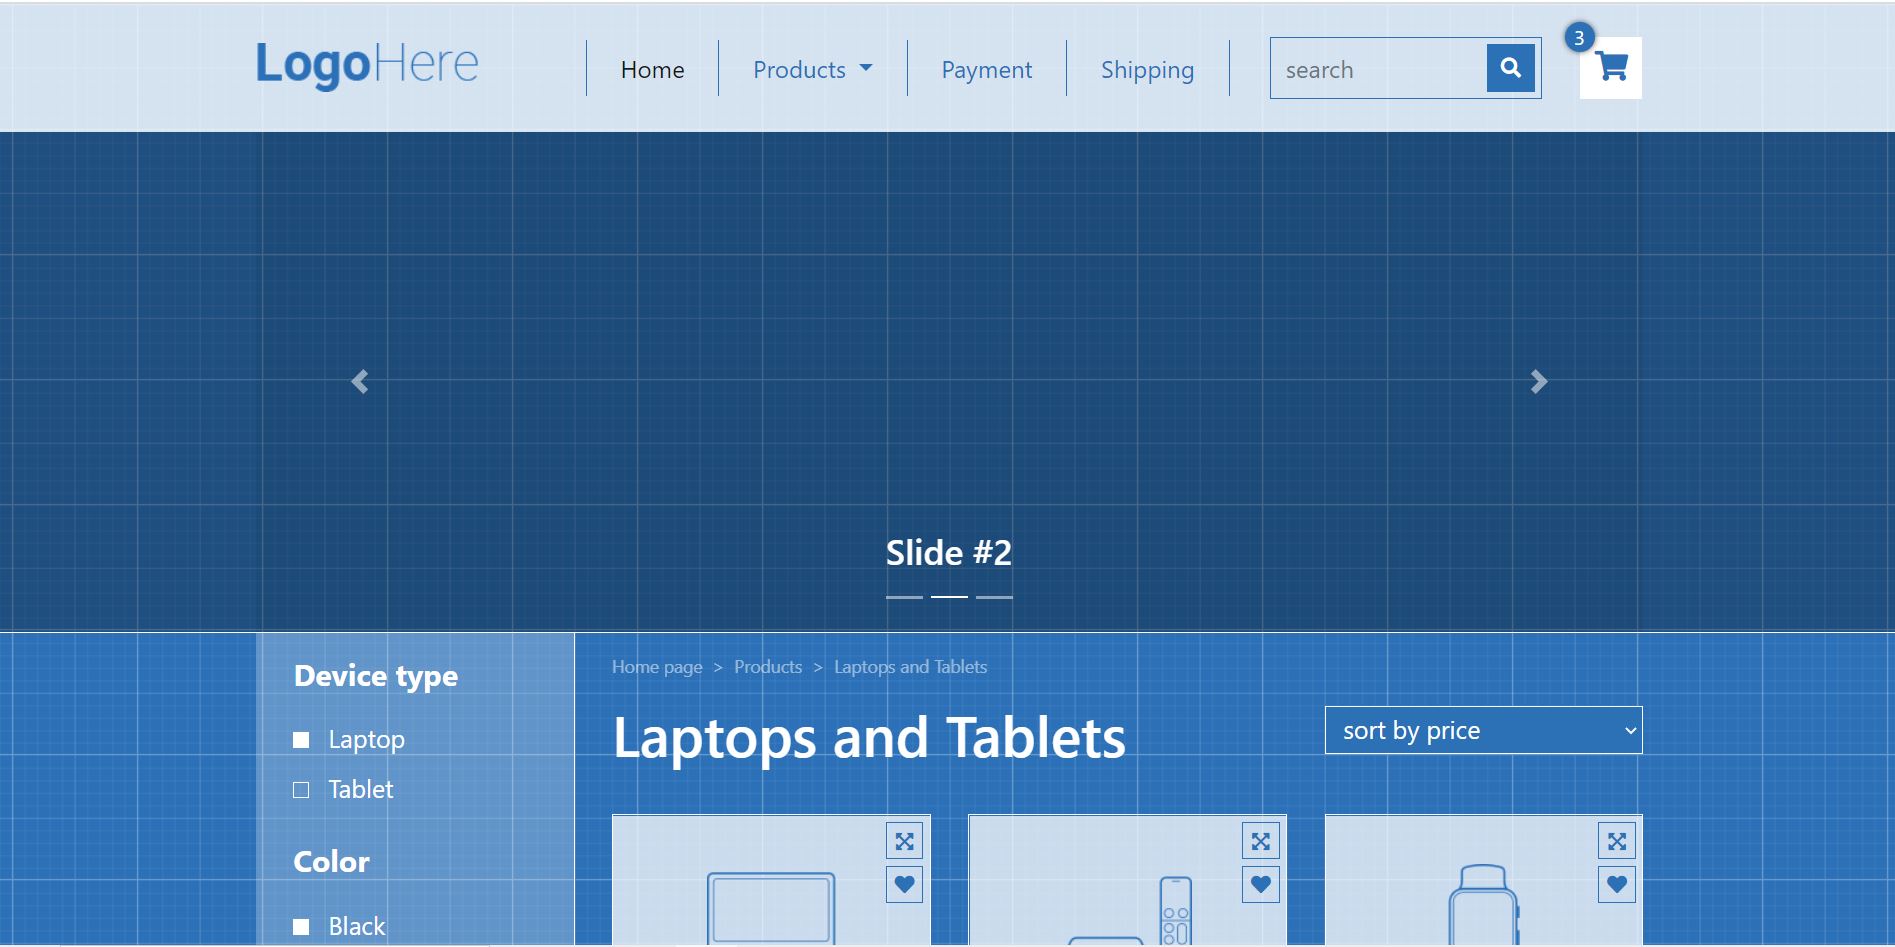 LogoHere
Home
Products
Payment
Shipping
search
3
Slide #2
Device type
Laptop
Tablet
Color
Black
Home page > Products > Laptops and Tablets
Laptops and Tablets
sort by price